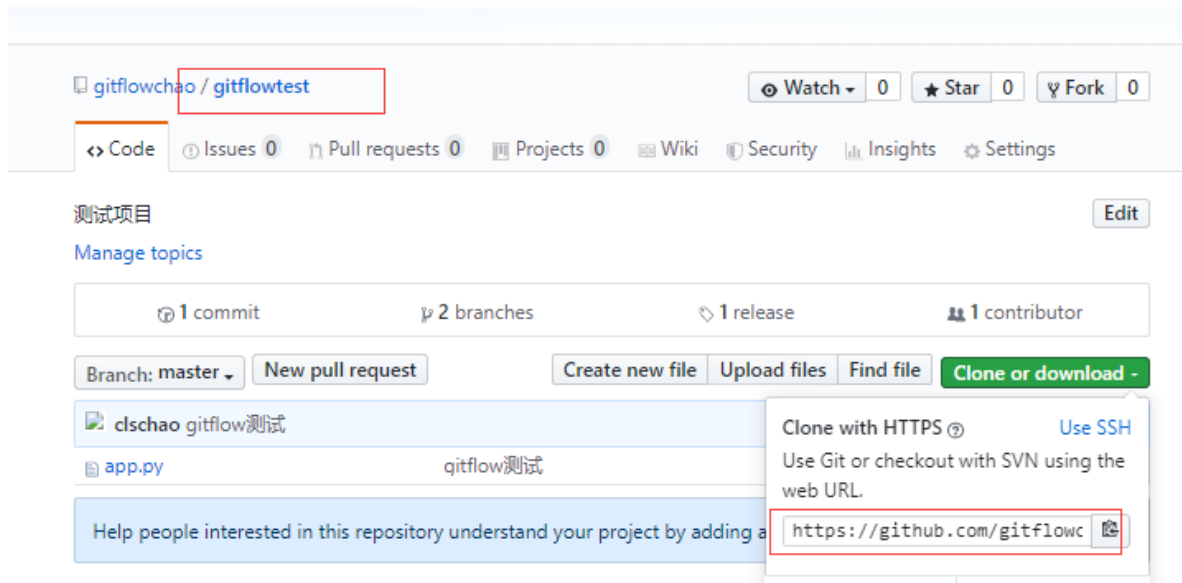 gitflowchao / gitflowtest
Watch 0 Star 0 Fork 0
Code Issues 0 Pull requests 0 Projects 0 Wiki Security Insights Settings
测试项目 Edit
Manage topics
1 commit 2 branches 1 release 1 contributor
Branch: master New pull request Create new file Upload files Find file Clone or download
clschao gitflow测试
app.py gitflow测试
Help people interested in this repository understand your project by adding a
Clone with HTTPS Use SSH
Use Git or checkout with SVN using the
web URL.
https://github.com/gitflowc